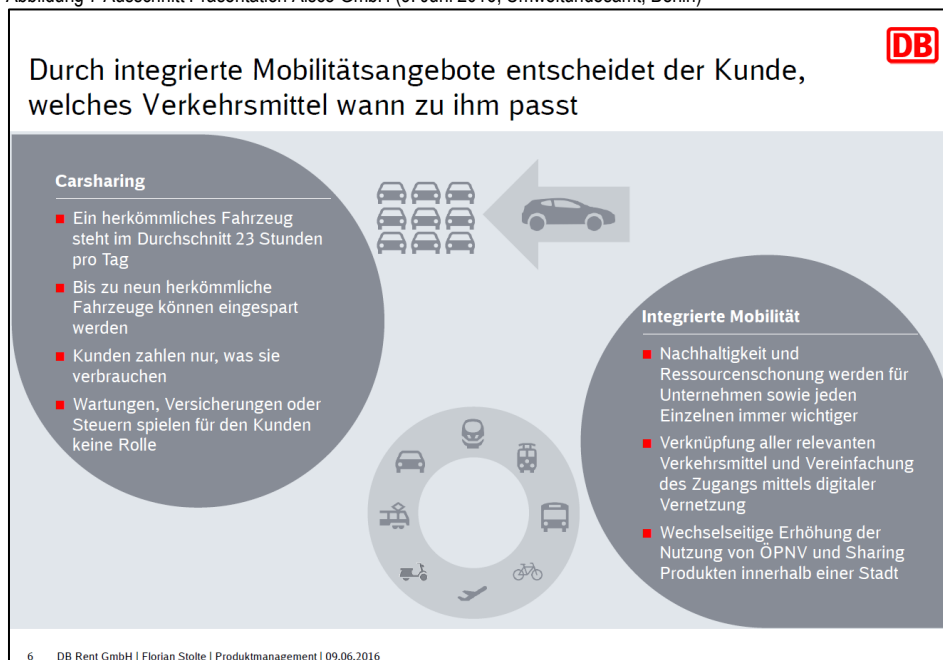 DB
Durch integrierte Mobilitätsangebote entscheidet der Kunde,
welches Verkehrsmittel wann zu ihm passt
Carsharing
■ Ein herkömmliches Fahrzeug
steht im Durchschnitt 23 Stunden
pro Tag
■ Bis zu neun herkömmliche
Fahrzeuge können eingespart
werden
■ Kunden zahlen nur, was sie
verbrauchen
■ Wartungen, Versicherungen oder
Steuern spielen für den Kunden
keine Rolle
Integrierte Mobilität
■ Nachhaltigkeit und
Ressourcenschonung werden für
Unternehmen sowie jeden
Einzelnen immer wichtiger
■ Verknüpfung aller relevanten
Verkehrsmittel und Vereinfachung
des Zugangs mittels digitaler
Vernetzung
■ Wechselseitige Erhöhung der
Nutzung von ÖPNV und Sharing
Produkten innerhalb einer Stadt
6 DB Rent GmbH | Florian Stolte | Produktmanagement | 09.06.2016